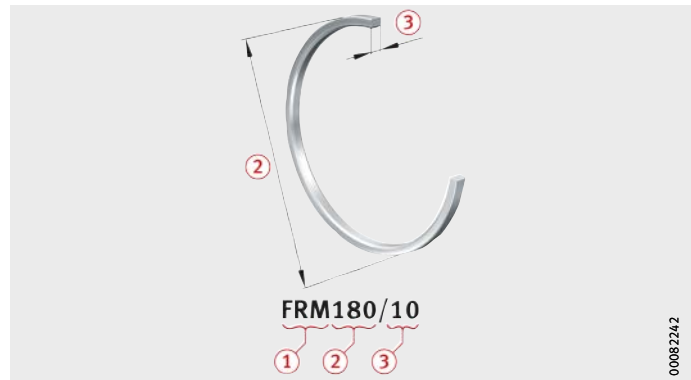 ③
②
FRM180/10
① ② ③
00082242